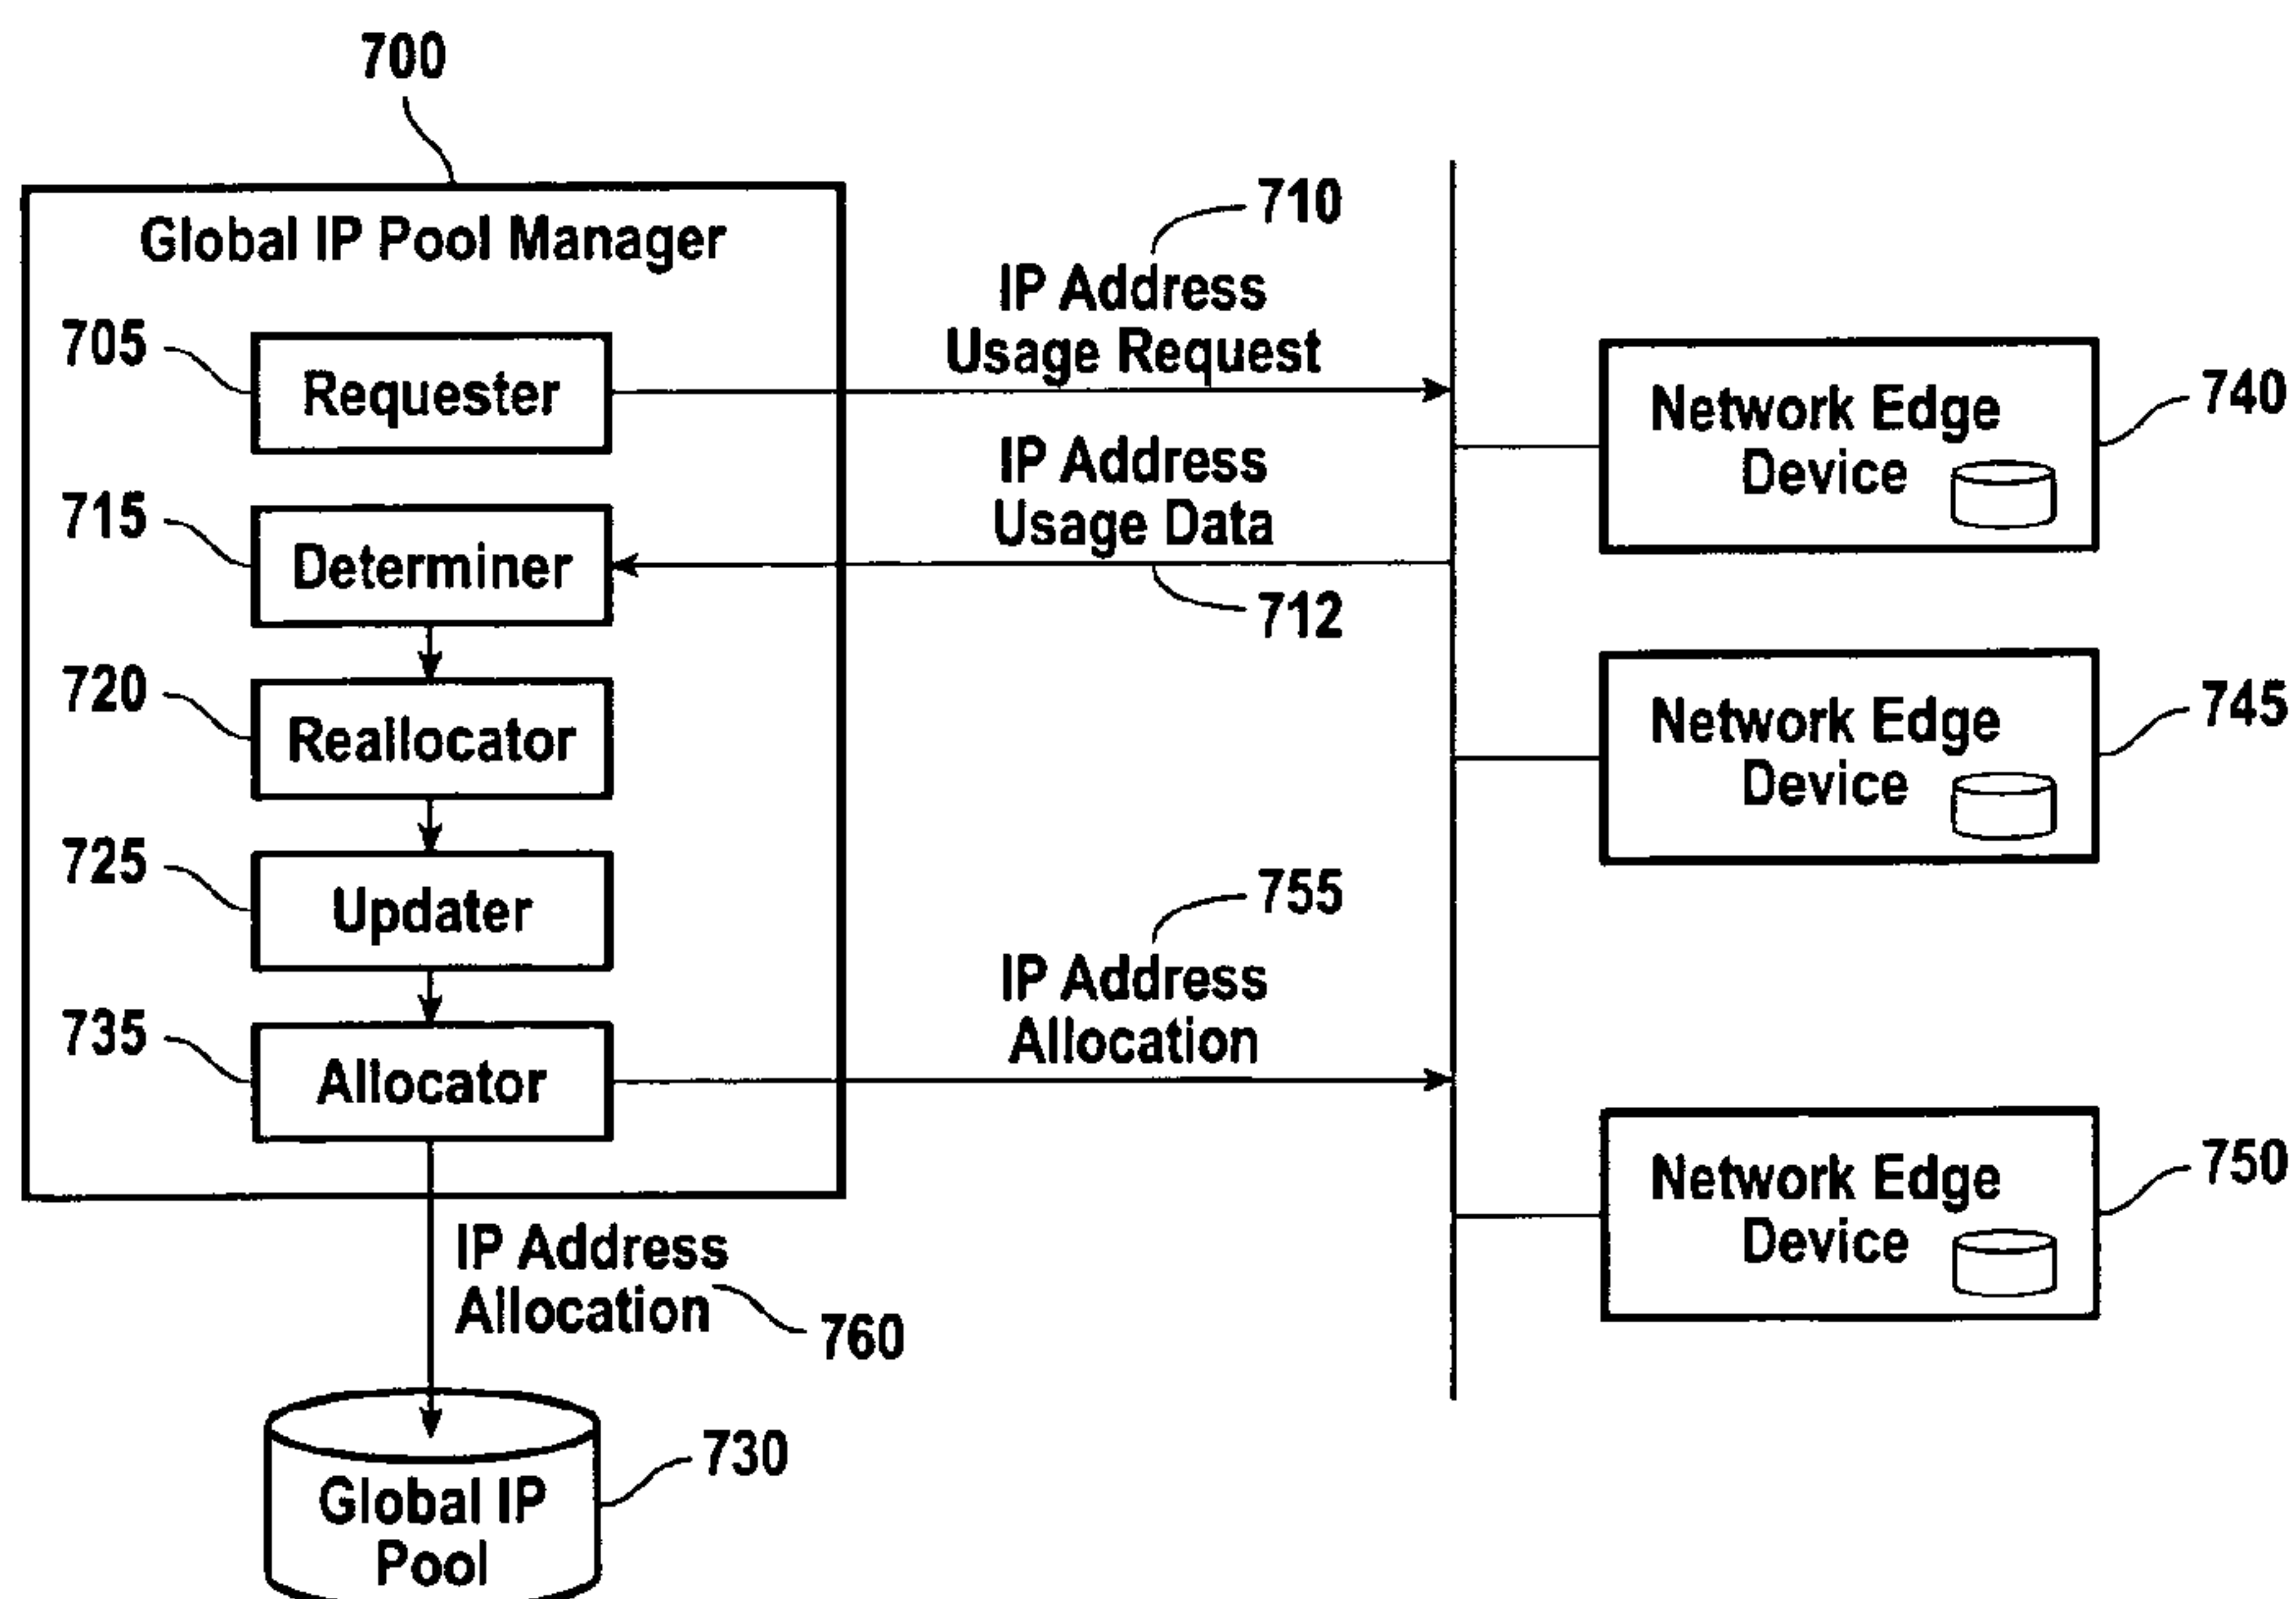 700
Global IP Pool Manager
710
IP Address
Usage Request
705
Requester
740
Network Edge
Device
IP Address
Usage Data
715
Determiner
712
720
Reallocator
745
Network Edge
Device
725
Updater
755
IP Address
Allocation
735
Allocator
750
Network Edge
Device
IP Address
Allocation
760
730
Global IP
Pool